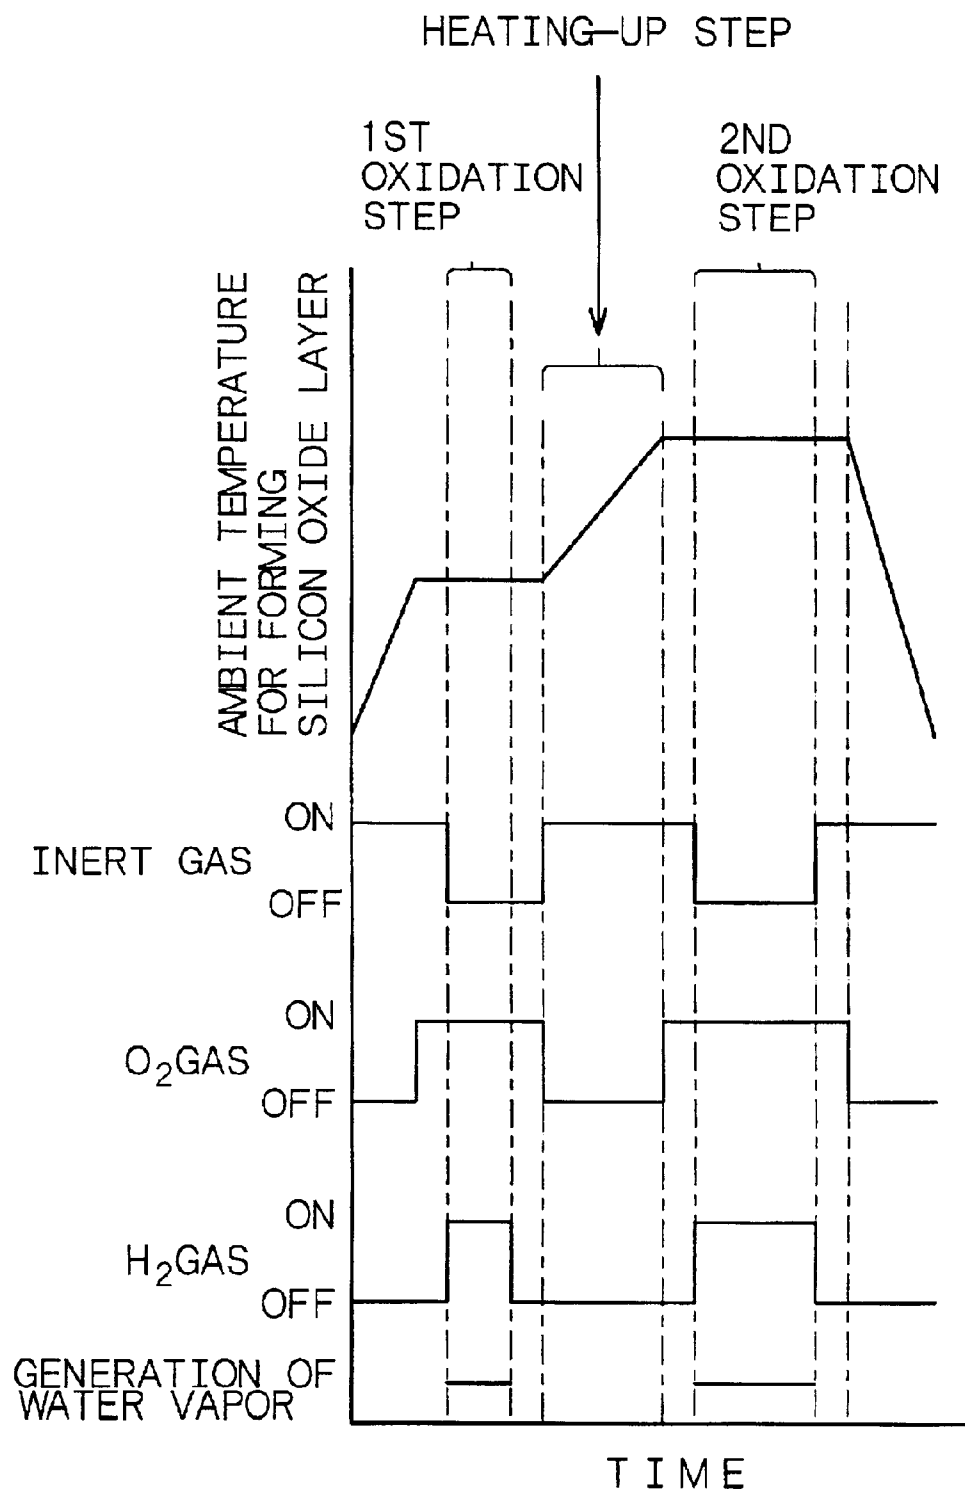 HEATING-UP STEP
1ST
OXIDATION
STEP
2ND
OXIDATION
STEP
AMBIENT TEMPERATURE
FOR FORMING
SILICON OXIDE LAYER
ON
INERT GAS
OFF
ON
O2GAS
OFF
ON
H2GAS
OFF
GENERATION OF
WATER VAPOR
TIME